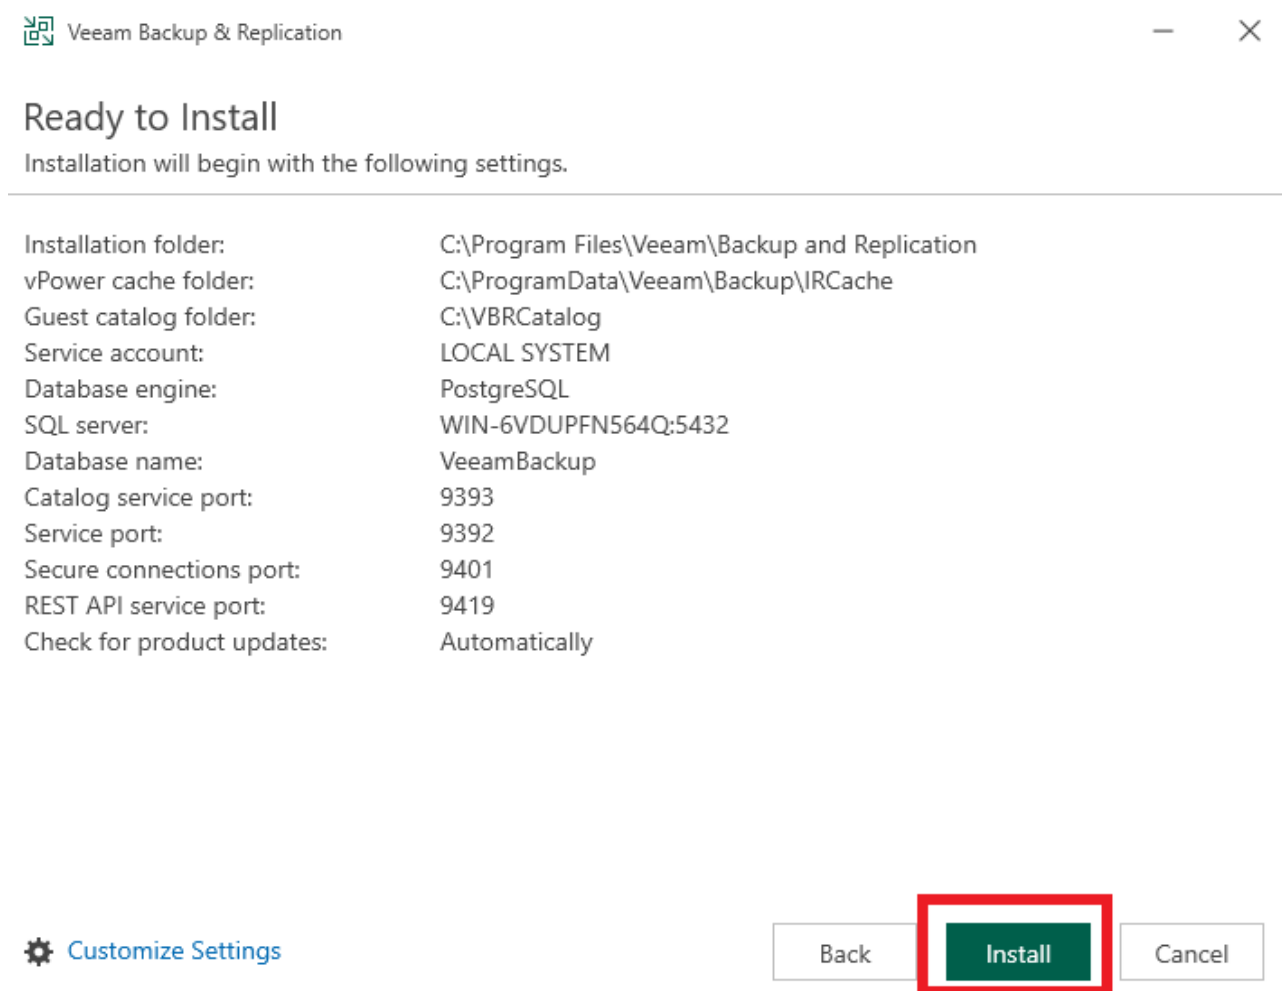 Veeam Backup & Replication
Ready to Install
Installation will begin with the following settings.
Installation folder: C:\Program Files\Veeam\Backup and Replication
vPower cache folder: C:\ProgramData\Veeam\Backup\IRCache
Guest catalog folder: C:\VBRCatalog
Service account: LOCAL SYSTEM
Database engine: PostgreSQL
SQL server: WIN-6VDUPFN564Q:5432
Database name: VeeamBackup
Catalog service port: 9393
Service port: 9392
Secure connections port: 9401
REST API service port: 9419
Check for product updates: Automatically
Customize Settings Back Install Cancel